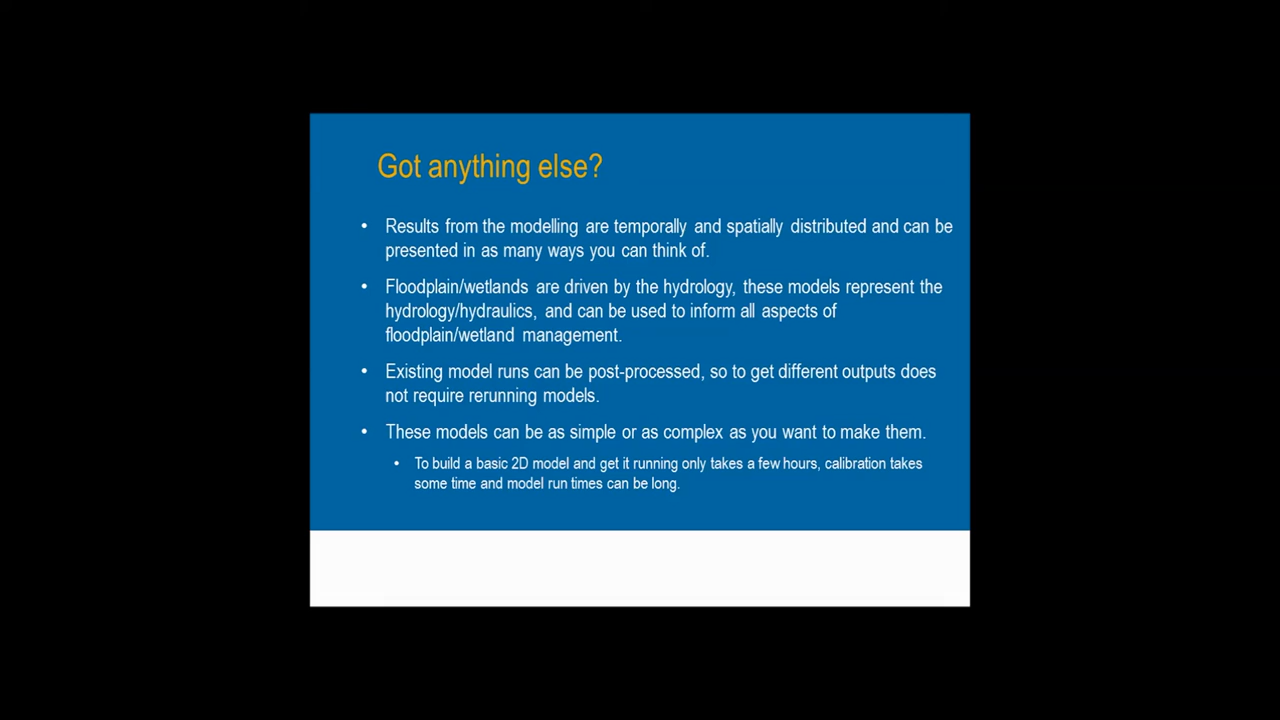 Got anything else?
• Results from the modelling are temporally and spatially distributed and can be
presented in as many ways you can think of.
• Floodplain/wetlands are driven by the hydrology, these models represent the
hydrology/hydraulics, and can be used to inform all aspects of
floodplain/wetland management.
• Existing model runs can be post-processed, so to get different outputs does
not require rerunning models.
• These models can be as simple or as complex as you want to make them.
• To build a basic 2D model and get it running only takes a few hours, calibration takes
some time and model run times can be long.